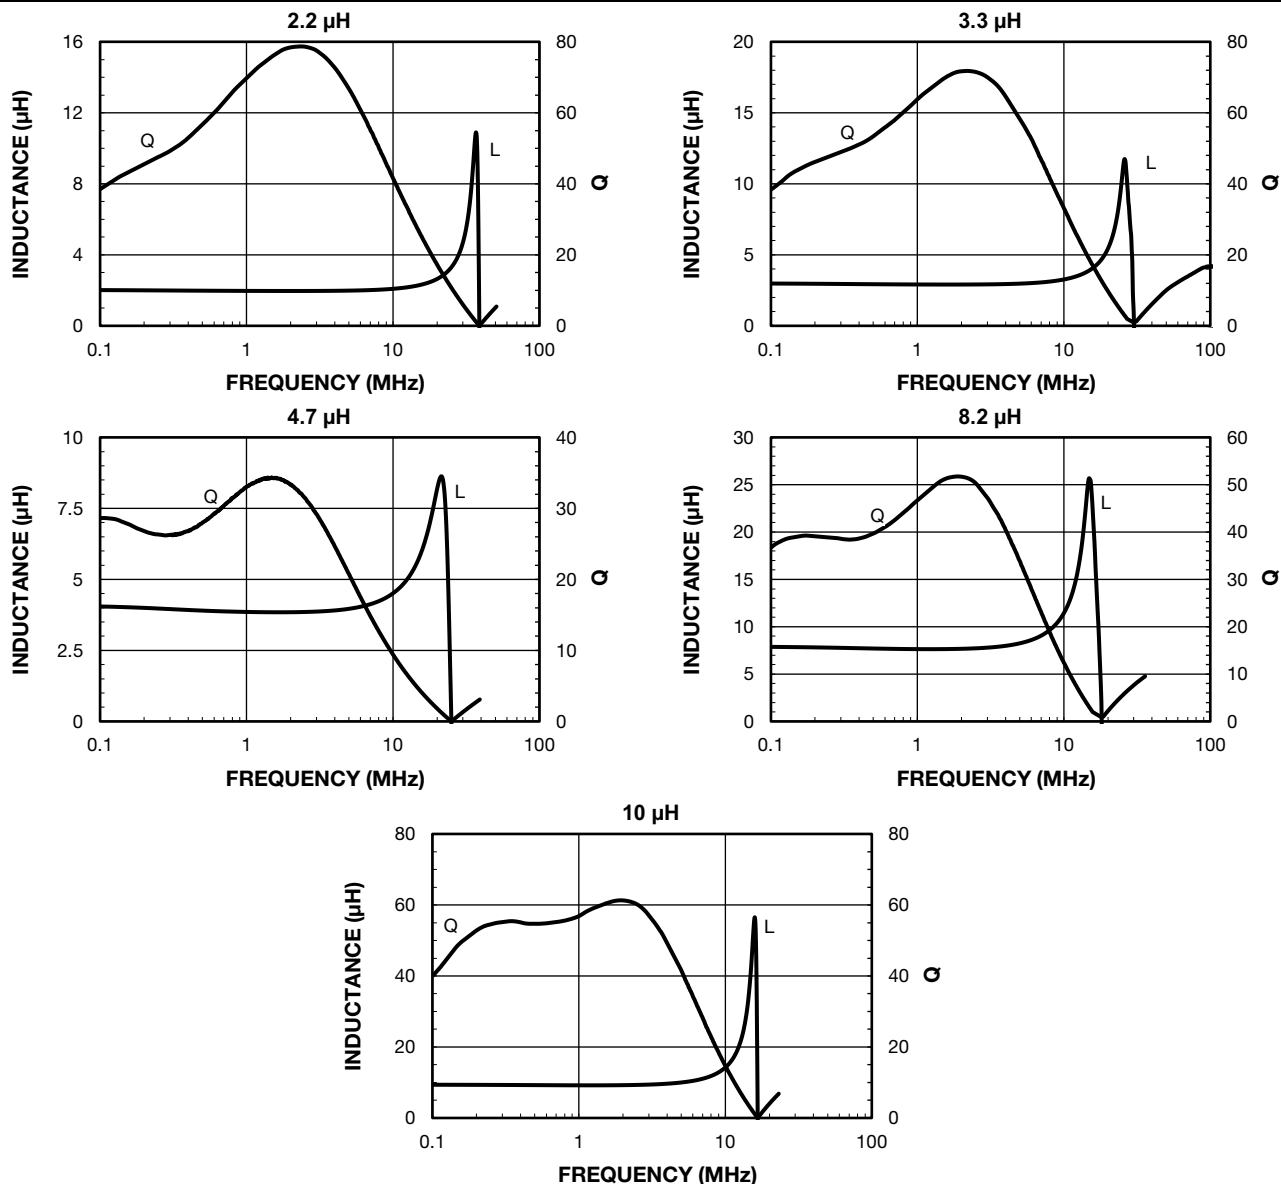 2.2 µH
16
12
8
4
0
80
60
40
20
0
0.1 1 10 100
INDUCTANCE (µH)
Q
Q
L
FREQUENCY (MHz)
3.3 µH
20
15
10
5
0
80
60
40
20
0
0.1 1 10 100
INDUCTANCE (µH)
Q
Q
L
FREQUENCY (MHz)
4.7 µH
10
7.5
5
2.5
0
40
30
20
10
0
0.1 1 10 100
INDUCTANCE (µH)
Q
Q
L
FREQUENCY (MHz)
8.2 µH
30
25
20
15
10
5
0
60
50
40
30
20
10
0
0.1 1 10 100
INDUCTANCE (µH)
Q
Q
L
FREQUENCY (MHz)
10 µH
80
60
40
20
0
80
60
40
20
0
0.1 1 10 100
INDUCTANCE (µH)
Q
Q
L
FREQUENCY (MHz)